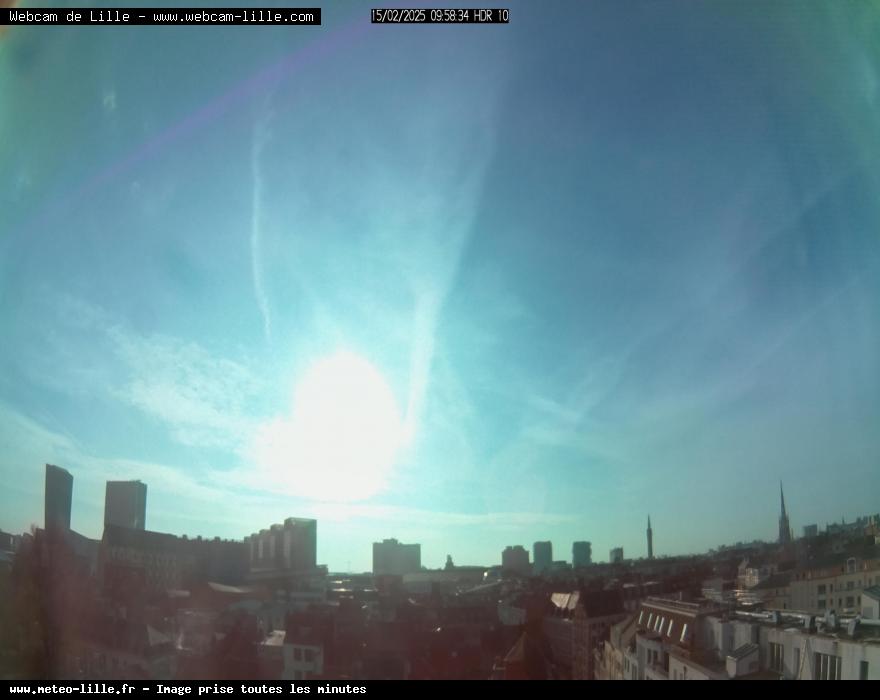 Webcam de Lille - www.webcam-lille.com
15/02/2025 09:58:34 HDR 10
www.meteo-lille.fr - Image prise toutes les minutes